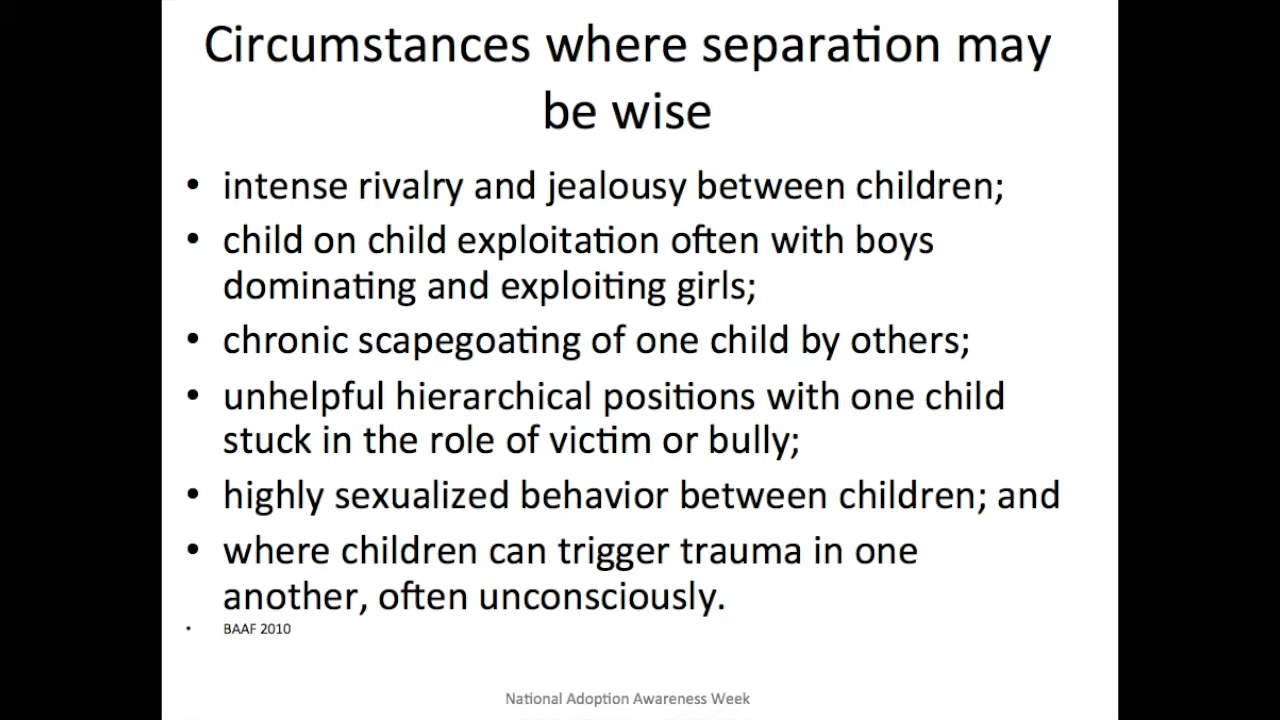 Circumstances where separation may
be wise
• intense rivalry and jealousy between children;
• child on child exploitation often with boys
dominating and exploiting girls;
• chronic scapegoating of one child by others;
• unhelpful hierarchical positions with one child
stuck in the role of victim or bully;
• highly sexualized behavior between children; and
• where children can trigger trauma in one
another, often unconsciously.
• BAAF 2010
National Adoption Awareness Week